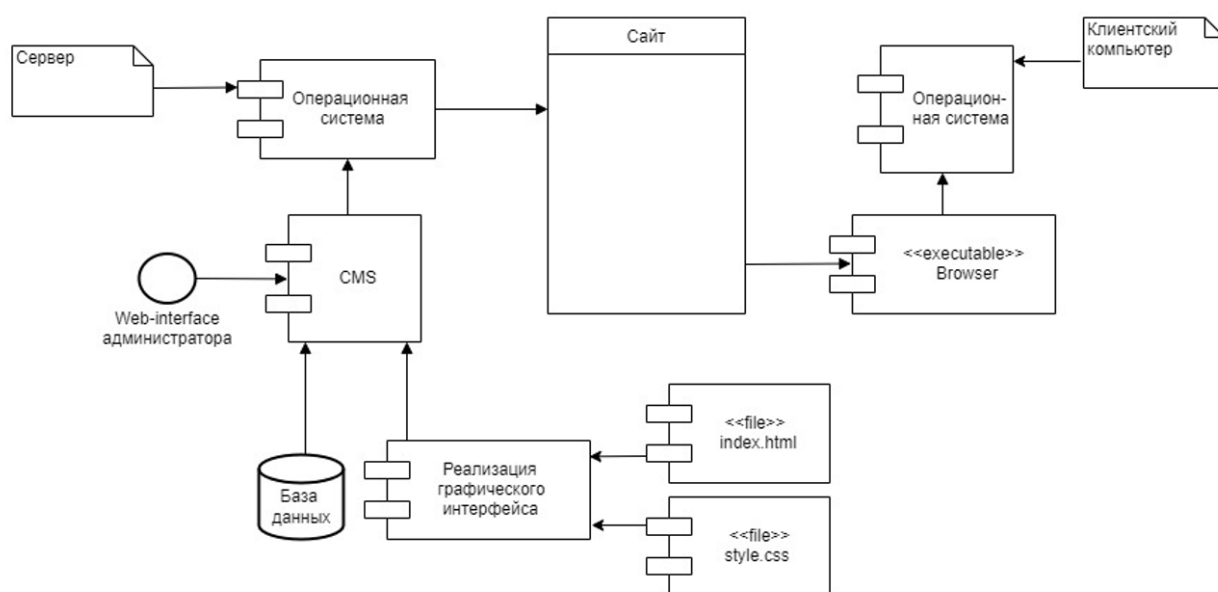 Сервер
Операционная
система
Сайт
Операцион-
ная система
Клиентский
компьютер
CMS
<<executable>>
Browser
Web-interface
администратора
<<file>>
index.html
База
данных
Реализация
графического
интерфейса
<<file>>
style.css